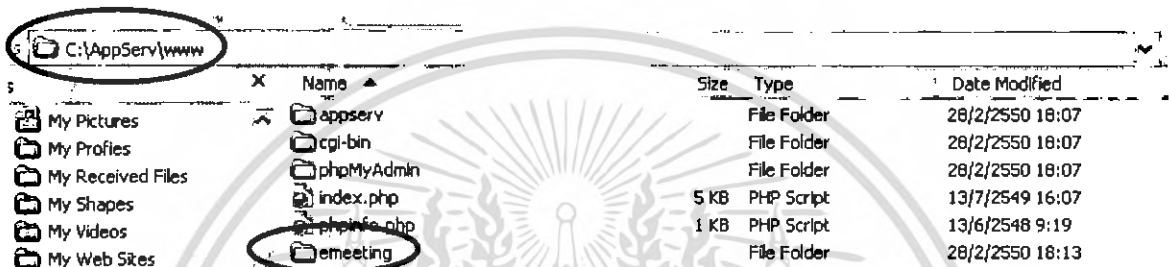 C:\AppServ\www
s X Name Size Type Date Modified
My Pictures appserv File Folder 28/2/2550 18:07
My Profies cgi-bin File Folder 28/2/2550 18:07
My Received Files phpMyAdmin File Folder 28/2/2550 18:07
My Shapes index.php 5 KB PHP Script 13/7/2549 16:07
My Videos phpinfo.php 1 KB PHP Script 13/6/2548 9:19
My Web Sites emeeting File Folder 28/2/2550 18:13